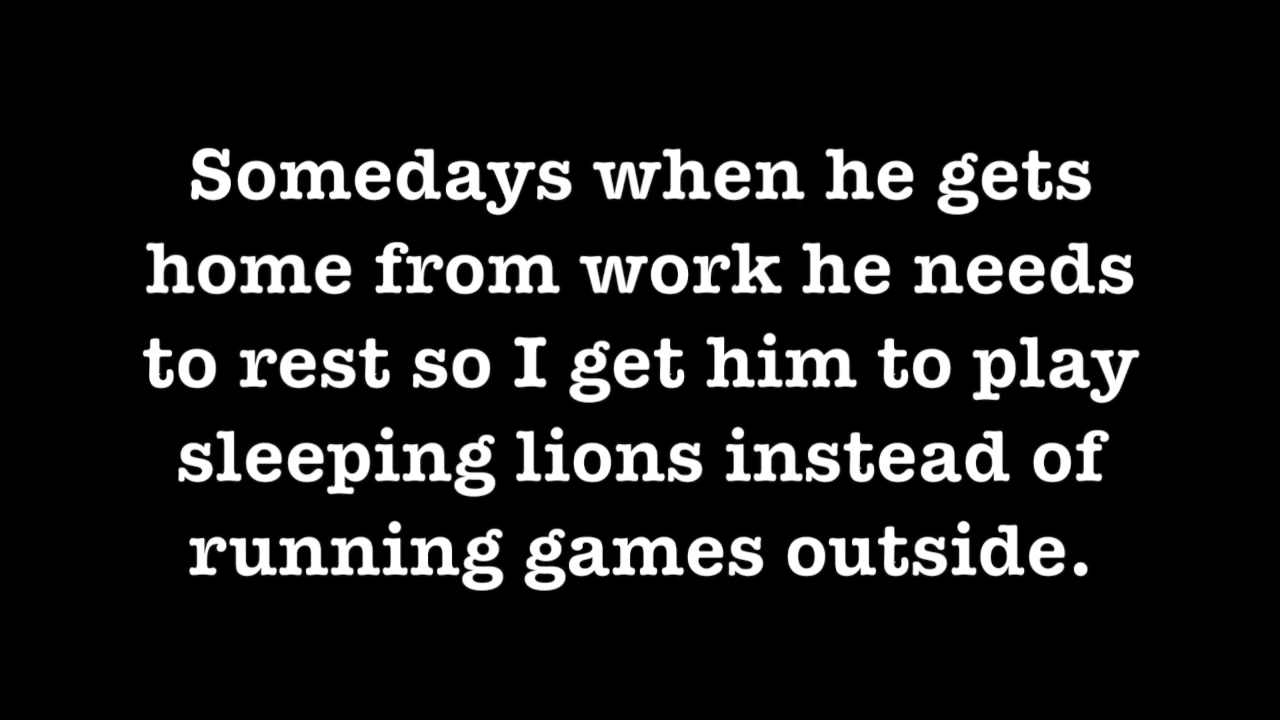 Somedays when he gets
home from work he needs
to rest so I get him to play
sleeping lions instead of
running games outside.